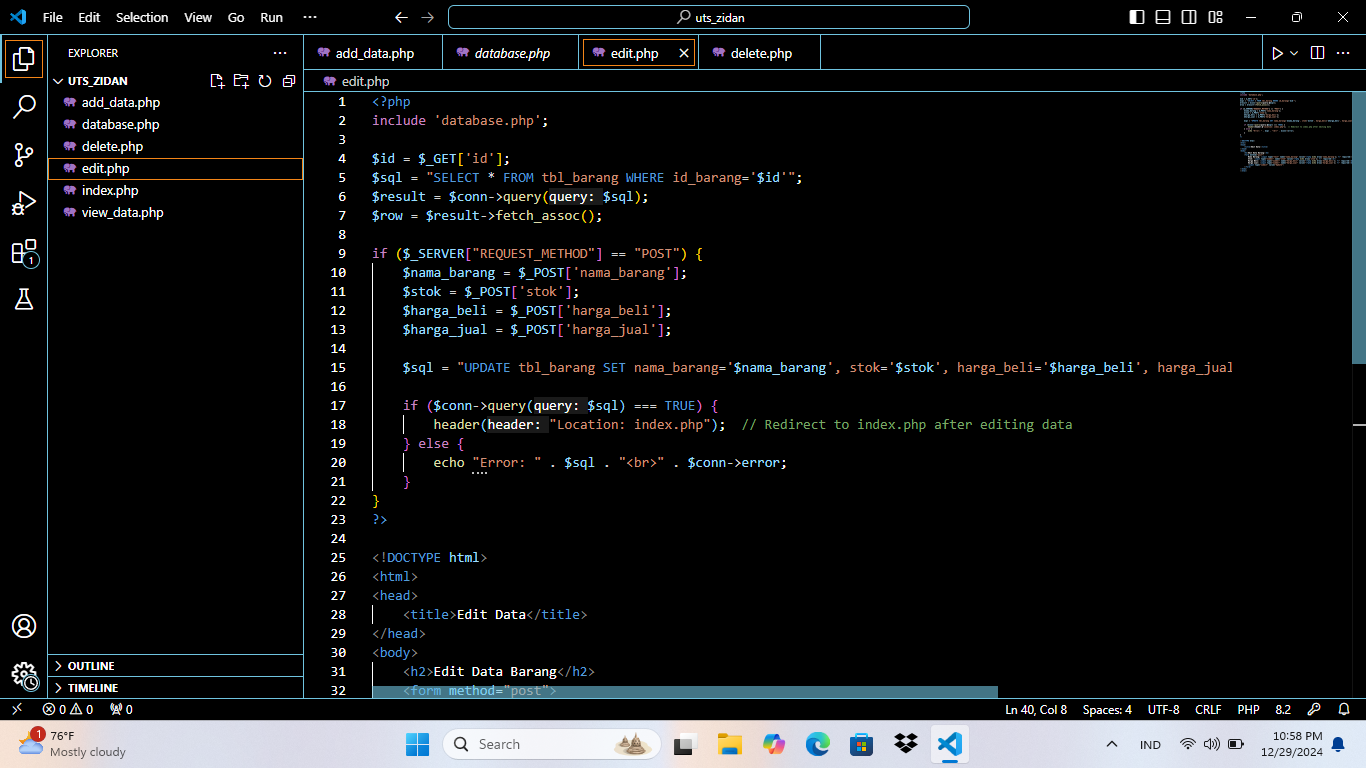 File Edit Selection View Go Run ··· uts_zidan
EXPLORER ···
UTS_ZIDAN
add_data.php
database.php
delete.php
edit.php
index.php
view_data.php
OUTLINE
TIMELINE
1
add_data.php database.php edit.php delete.php
edit.php
1 <?php
2 include 'database.php';
3
4 $id = $_GET['id'];
5 $sql = "SELECT * FROM tbl_barang WHERE id_barang='$id'";
6 $result = $conn->query(query: $sql);
7 $row = $result->fetch_assoc();
8
9 if ($_SERVER["REQUEST_METHOD"] == "POST") {
10 $nama_barang = $_POST['nama_barang'];
11 $stok = $_POST['stok'];
12 $harga_beli = $_POST['harga_beli'];
13 $harga_jual = $_POST['harga_jual'];
14
15 $sql = "UPDATE tbl_barang SET nama_barang='$nama_barang', stok='$stok', harga_beli='$harga_beli', harga_jual
16
17 if ($conn->query(query: $sql) === TRUE) {
18 header(header: "Location: index.php"); // Redirect to index.php after editing data
19 } else {
20 echo "Error: " . $sql . "<br>" . $conn->error;
21 }
22 }
23 ?>
24
25 <!DOCTYPE html>
26 <html>
27 <head>
28 <title>Edit Data</title>
29 </head>
30 <body>
31 <h2>Edit Data Barang</h2>
32 <form method="post">
0 0 0 Ln 40, Col 8 Spaces: 4 UTF-8 CRLF PHP 8.2
1
76°F
Mostly cloudy
Search
IND
10:58 PM
12/29/2024